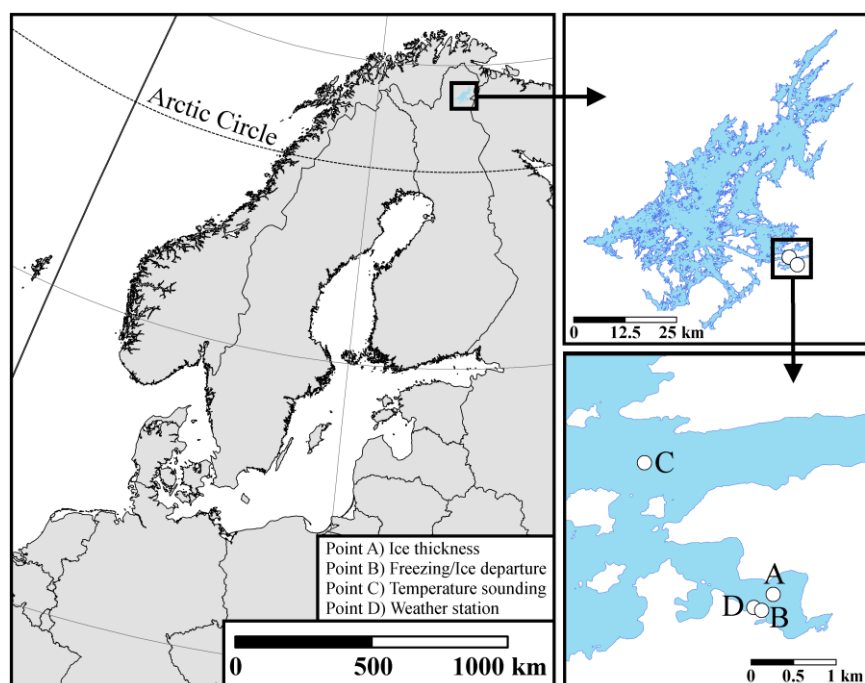 Arctic Circle
Point A) Ice thickness
Point B) Freezing/Ice departure
Point C) Temperature sounding
Point D) Weather station
0 500 1000 km
0 12.5 25 km
C
A
D B
0 0.5 1 km